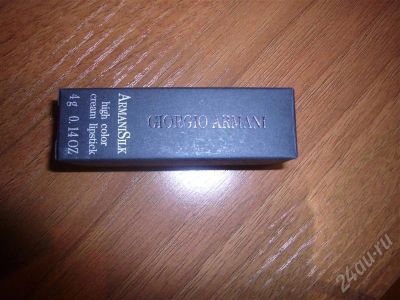 ARMANISILK
high color
cream lipstick
4 g 0.14 OZ
GIORGIO ARMANI
24au.ru